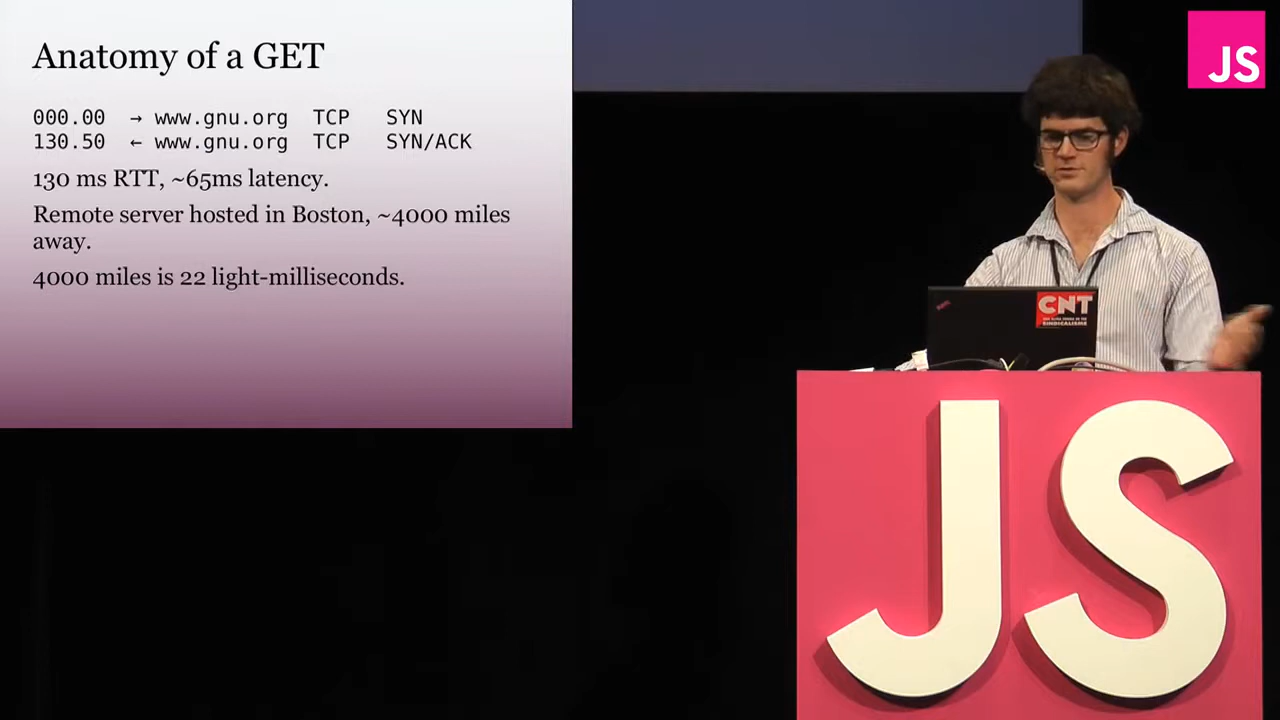 Anatomy of a GET
000.00 → www.gnu.org TCP SYN
130.50 ← www.gnu.org TCP SYN/ACK
130 ms RTT, ~65ms latency.
Remote server hosted in Boston, ~4000 miles
away.
4000 miles is 22 light-milliseconds.
JS
CNT
SINDICALISME
JS